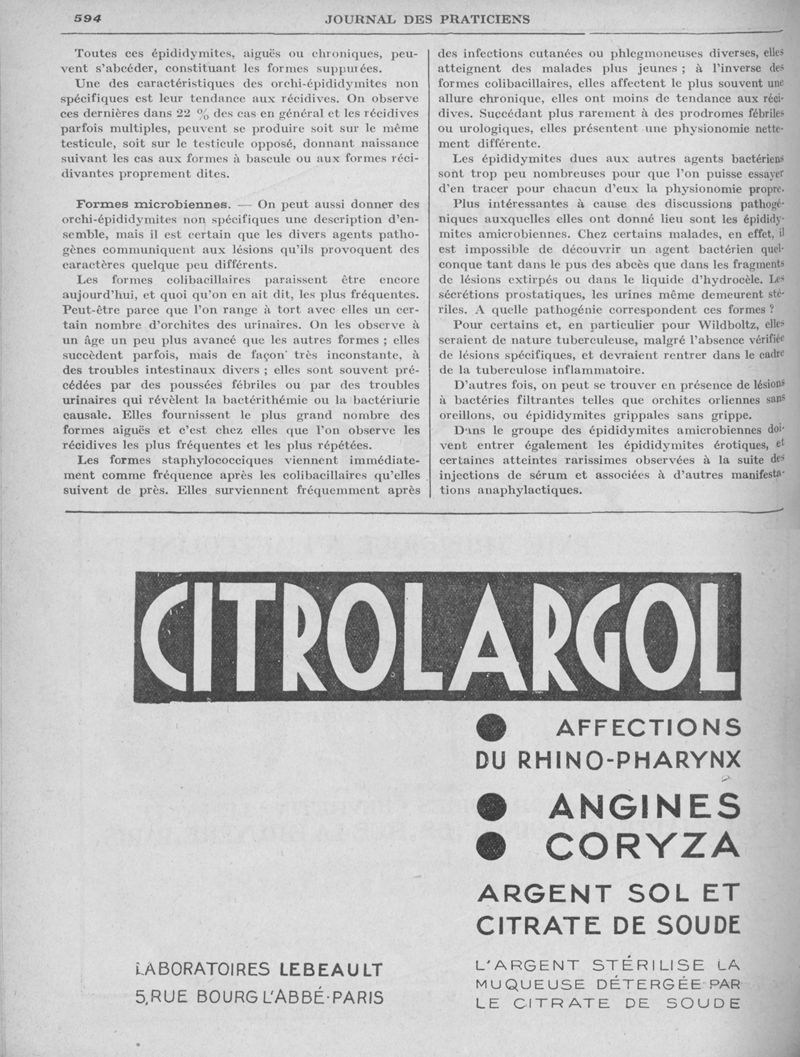 594
JOURNAL DES PRATICIENS
Toutes ces épididymites, aiguës ou chroniques, peu-
vent s'abcéder, constituant les formes suppurées.
Une des caractéristiques des orchi-épididymites non
spécifiques est leur tendance aux récidives. On observe
ces dernières dans 22 % des cas en général et les récidives
parfois multiples, peuvent se produire soit sur le même
testicule, soit sur le testicule opposé, donnant naissance
suivant les cas aux formes à bascule ou aux formes réci-
divantes proprement dites.
Formes microbiennes. — On peut aussi donner des
orchi-épididymites non spécifiques une description d'en-
semble, mais il est certain que les divers agents patho-
gènes communiquent aux lésions qu'ils provoquent des
caractères quelque peu différents.
Les formes colibacillaires paraissent être encore
aujourd'hui, et quoi qu'on en ait dit, les plus fréquentes.
Peut-être parce que l'on range à tort avec elles un cer-
tain nombre d'orchites des urinaires. On les observe à
un âge un peu plus avancé que les autres formes ; elles
succèdent parfois, mais de façon très inconstante, à
des troubles intestinaux divers ; elles sont souvent pré-
cédées par des poussées fébriles ou par des troubles
urinaires qui révèlent la bactérithémie ou la bactériurie
causale. Elles fournissent le plus grand nombre des
formes aiguës et c'est chez elles que l'on observe les
récidives les plus fréquentes et les plus répétées.
Les formes staphylococciques viennent immédiate-
ment comme fréquence après les colibacillaires qu'elles
suivent de près. Elles surviennent fréquemment après
des infections cutanées ou phlegmoneuses diverses, elles
atteignent des malades plus jeunes ; à l'inverse des
formes colibacillaires, elles affectent le plus souvent une
allure chronique, elles ont moins de tendance aux réci-
dives. Succédant plus rarement à des prodromes fébriles
ou urologiques, elles présentent une physionomie nette-
ment différente.
Les épididymites dues aux autres agents bactériens
sont trop peu nombreuses pour que l'on puisse essayer
d'en tracer pour chacun d'eux la physionomie propre.
Plus intéressantes à cause des discussions pathogé-
niques auxquelles elles ont donné lieu sont les épididy-
mites amicrobiennes. Chez certains malades, en effet, il
est impossible de découvrir un agent bactérien quel-
conque tant dans le pus des abcès que dans les fragments
de lésions extirpés ou dans le liquide d'hydrocèle. Les
sécrétions prostatiques, les urines même demeurent sté-
riles. A quelle pathogénie correspondent ces formes ?
Pour certains et, en particulier pour Wildboltz, elles
seraient de nature tuberculeuse, malgré l'absence vérifiée
de lésions spécifiques, et devraient rentrer dans le cadre
de la tuberculose inflammatoire.
D'autres fois, on peut se trouver en présence de lésions
à bactéries filtrantes telles que orchites orliennes sans
oreillons, ou épididymites grippales sans grippe.
Dans le groupe des épididymites amicrobiennes doi-
vent entrer également les épididymites érotiques, et
certaines atteintes rarissimes observées à la suite des
injections de sérum et associées à d'autres manifesta-
tions anaphylactiques.
CITROLARGOL
● AFFECTIONS
DU RHINO-PHARYNX
● ANGINES
● CORYZA
ARGENT SOL ET
CITRATE DE SOUDE
LABORATOIRES LEBEAULT
5, RUE BOURG L'ABBÉ·PARIS
L'ARGENT STÉRILISE LA
MUQUEUSE DÉTERGÉE PAR
LE CITRATE DE SOUDE